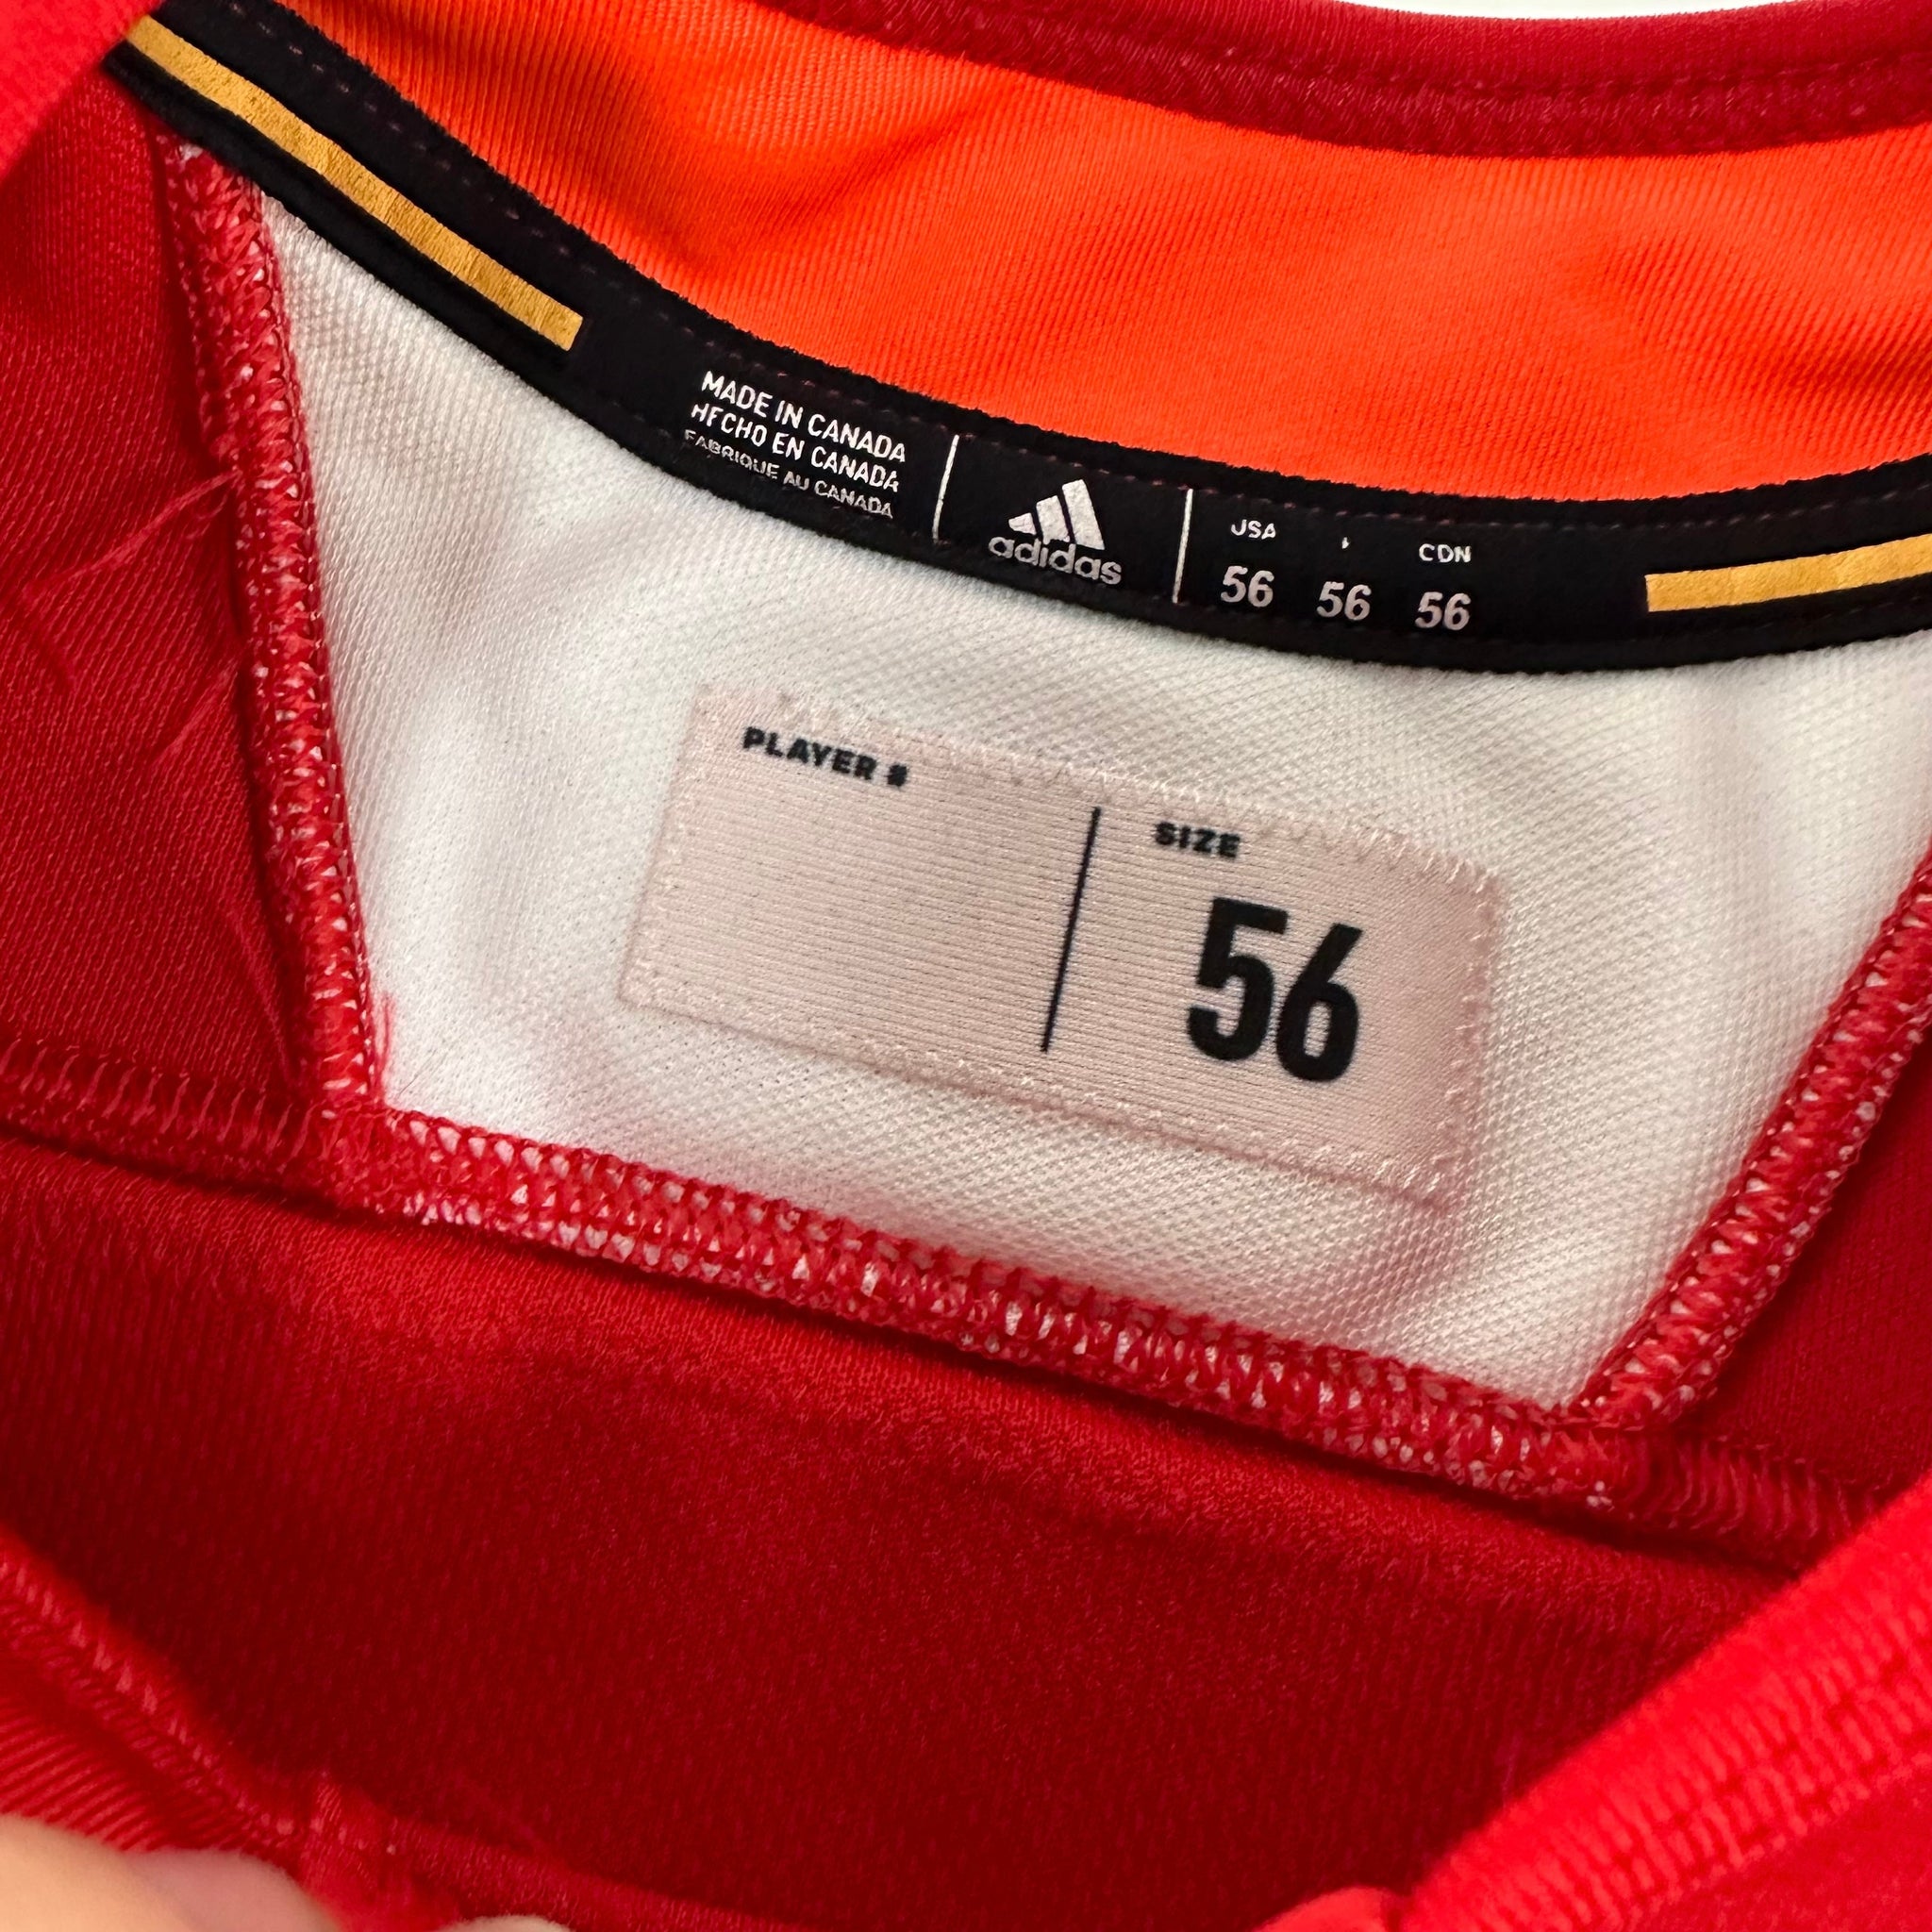 MADE IN CANADA
HECHO EN CANADA
FABRIQUE AU CANADA
adidas
USA CDN
56 56 56
PLAYER #
SIZE
56